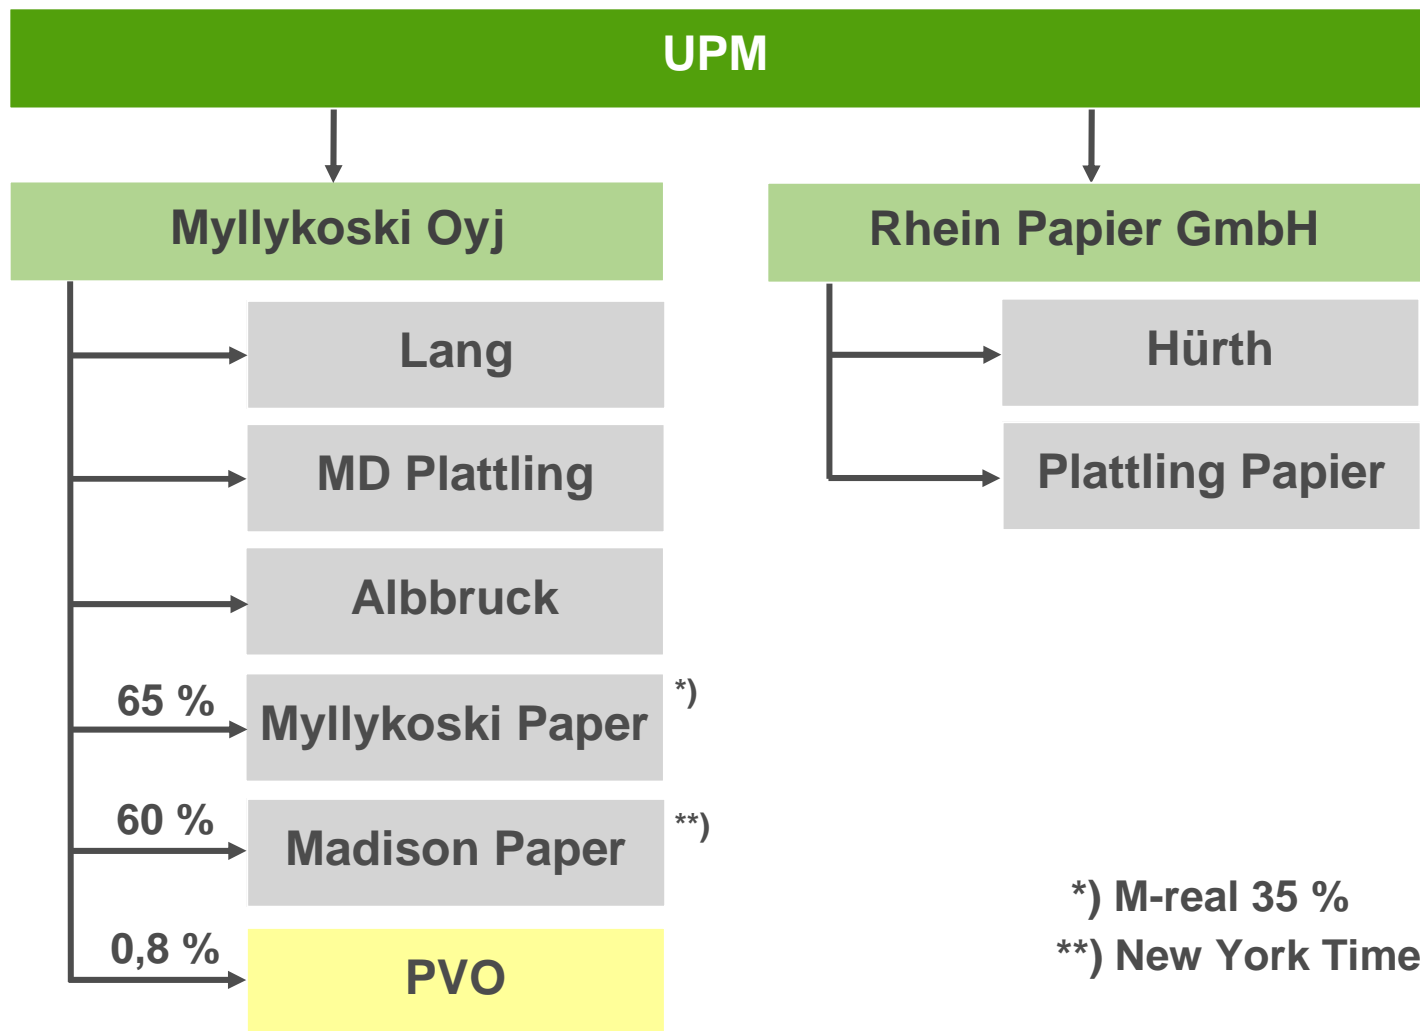 UPM
Myllykoski Oyj
Lang
MD Plattling
Albbruck
65 %
Myllykoski Paper
*)
60 %
Madison Paper
**)
0,8 %
PVO
Rhein Papier GmbH
Hürth
Plattling Papier
*) M-real 35 %
**) New York Time